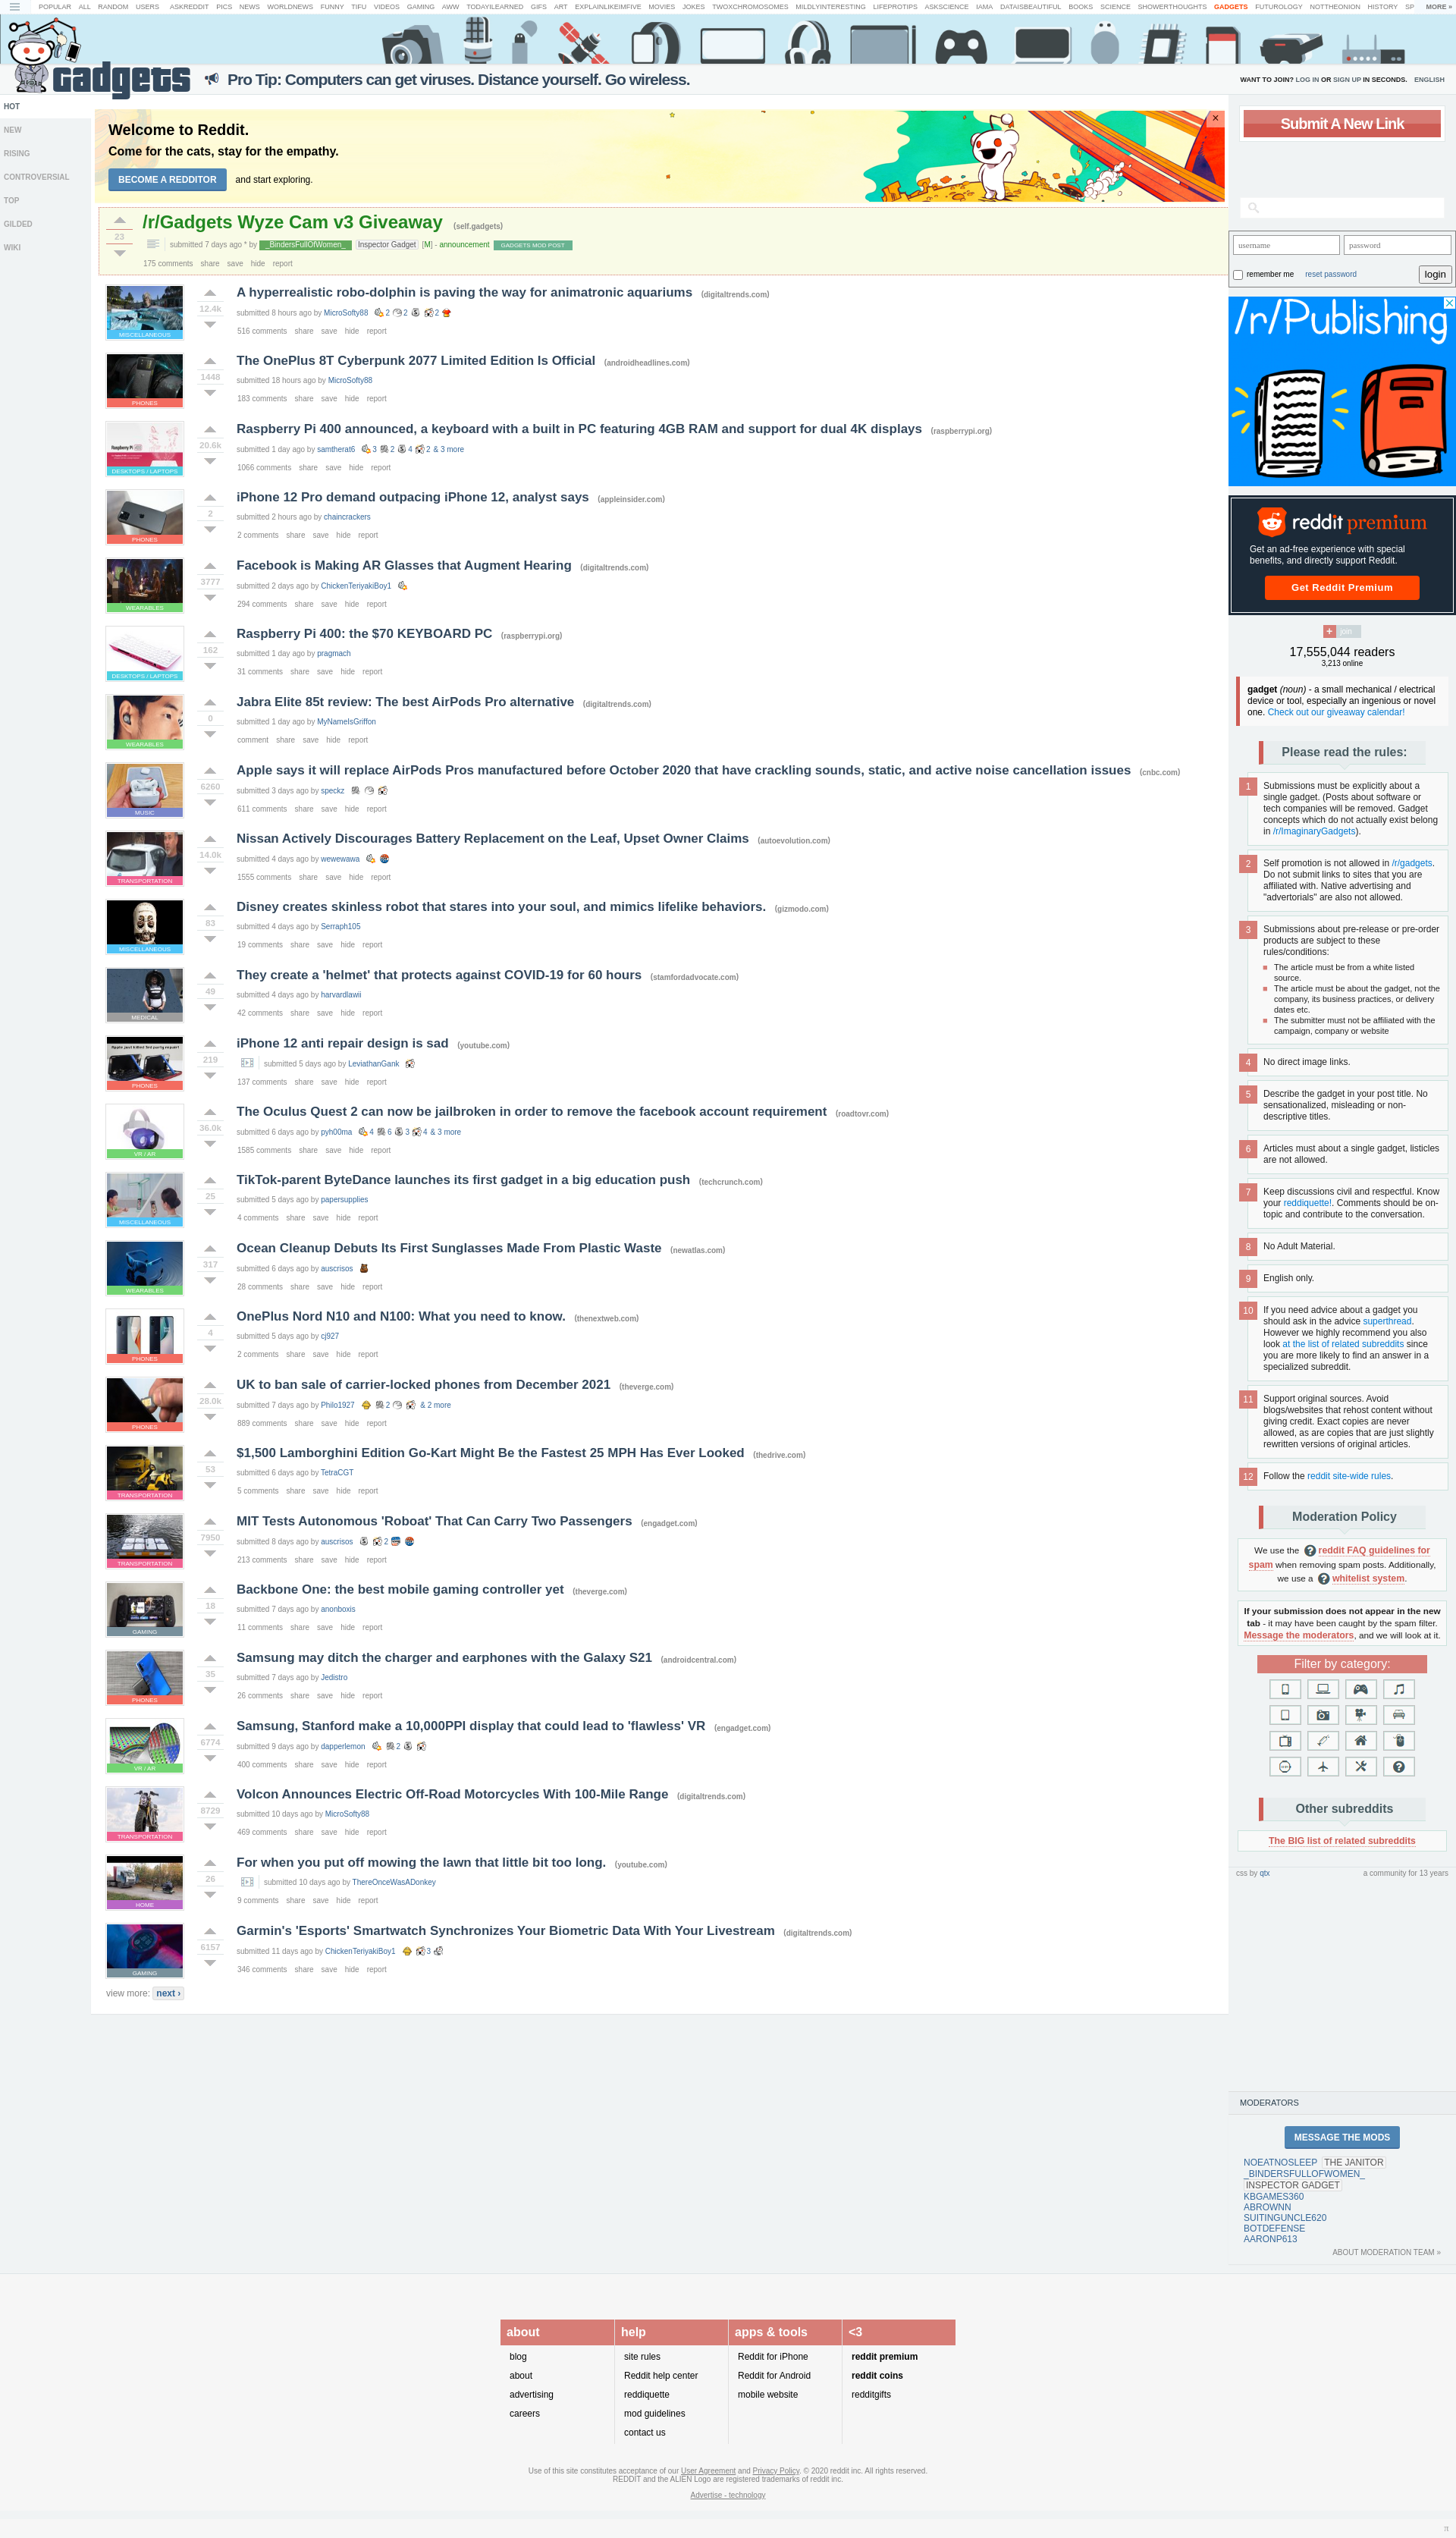 POPULAR ALL RANDOM USERS ASKREDDIT PICS NEWS WORLDNEWS FUNNY TIFU VIDEOS GAMING AWW TODAYILEARNED GIFS ART EXPLAINLIKEIMFIVE MOVIES JOKES TWOXCHROMOSOMES MILDLYINTERESTING LIFEPROTIPS ASKSCIENCE IAMA DATAISBEAUTIFUL BOOKS SCIENCE SHOWERTHOUGHTS GADGETS FUTUROLOGY NOTTHEONION HISTORY SP MORE »
gadgets
Pro Tip: Computers can get viruses. Distance yourself. Go wireless.
WANT TO JOIN? LOG IN OR SIGN UP IN SECONDS. ENGLISH
HOT
NEW
RISING
CONTROVERSIAL
TOP
GILDED
WIKI
Welcome to Reddit.
Come for the cats, stay for the empathy.
BECOME A REDDITOR and start exploring.
×
/r/Gadgets Wyze Cam v3 Giveaway (self.gadgets)
23
submitted 7 days ago * by _BindersFullOfWomen_ Inspector Gadget [M] - announcement GADGETS MOD POST
175 comments share save hide report
A hyperrealistic robo-dolphin is paving the way for animatronic aquariums (digitaltrends.com)
12.4k
submitted 8 hours ago by MicroSofty88 2 2 2
516 comments share save hide report
MISCELLANEOUS
The OnePlus 8T Cyberpunk 2077 Limited Edition Is Official (androidheadlines.com)
1448
submitted 18 hours ago by MicroSofty88
183 comments share save hide report
PHONES
Raspberry Pi 400 announced, a keyboard with a built in PC featuring 4GB RAM and support for dual 4K displays (raspberrypi.org)
20.6k
submitted 1 day ago by samtherat6 3 2 4 2 & 3 more
1066 comments share save hide report
DESKTOPS / LAPTOPS
iPhone 12 Pro demand outpacing iPhone 12, analyst says (appleinsider.com)
2
submitted 2 hours ago by chaincrackers
2 comments share save hide report
PHONES
Facebook is Making AR Glasses that Augment Hearing (digitaltrends.com)
3777
submitted 2 days ago by ChickenTeriyakiBoy1
294 comments share save hide report
WEARABLES
Raspberry Pi 400: the $70 KEYBOARD PC (raspberrypi.org)
162
submitted 1 day ago by pragmach
31 comments share save hide report
DESKTOPS / LAPTOPS
Jabra Elite 85t review: The best AirPods Pro alternative (digitaltrends.com)
0
submitted 1 day ago by MyNameIsGriffon
comment share save hide report
WEARABLES
Apple says it will replace AirPods Pros manufactured before October 2020 that have crackling sounds, static, and active noise cancellation issues (cnbc.com)
6260
submitted 3 days ago by speckz
611 comments share save hide report
MUSIC
Nissan Actively Discourages Battery Replacement on the Leaf, Upset Owner Claims (autoevolution.com)
14.0k
submitted 4 days ago by wewewawa
1555 comments share save hide report
TRANSPORTATION
Disney creates skinless robot that stares into your soul, and mimics lifelike behaviors. (gizmodo.com)
83
submitted 4 days ago by Serraph105
19 comments share save hide report
MISCELLANEOUS
They create a 'helmet' that protects against COVID-19 for 60 hours (stamfordadvocate.com)
49
submitted 4 days ago by harvardlawii
42 comments share save hide report
MEDICAL
iPhone 12 anti repair design is sad (youtube.com)
219
submitted 5 days ago by LeviathanGank
137 comments share save hide report
PHONES
The Oculus Quest 2 can now be jailbroken in order to remove the facebook account requirement (roadtovr.com)
36.0k
submitted 6 days ago by pyh00ma 4 6 3 4 & 3 more
1585 comments share save hide report
VR / AR
TikTok-parent ByteDance launches its first gadget in a big education push (techcrunch.com)
25
submitted 5 days ago by papersupplies
4 comments share save hide report
MISCELLANEOUS
Ocean Cleanup Debuts Its First Sunglasses Made From Plastic Waste (newatlas.com)
317
submitted 6 days ago by auscrisos
28 comments share save hide report
WEARABLES
OnePlus Nord N10 and N100: What you need to know. (thenextweb.com)
4
submitted 5 days ago by cj927
2 comments share save hide report
PHONES
UK to ban sale of carrier-locked phones from December 2021 (theverge.com)
28.0k
submitted 7 days ago by Philo1927 2 & 2 more
889 comments share save hide report
PHONES
$1,500 Lamborghini Edition Go-Kart Might Be the Fastest 25 MPH Has Ever Looked (thedrive.com)
53
submitted 6 days ago by TetraCGT
5 comments share save hide report
TRANSPORTATION
MIT Tests Autonomous 'Roboat' That Can Carry Two Passengers (engadget.com)
7950
submitted 8 days ago by auscrisos 2
213 comments share save hide report
TRANSPORTATION
Backbone One: the best mobile gaming controller yet (theverge.com)
18
submitted 7 days ago by anonboxis
11 comments share save hide report
GAMING
Samsung may ditch the charger and earphones with the Galaxy S21 (androidcentral.com)
35
submitted 7 days ago by Jedistro
26 comments share save hide report
PHONES
Samsung, Stanford make a 10,000PPI display that could lead to 'flawless' VR (engadget.com)
6774
submitted 9 days ago by dapperlemon 2
400 comments share save hide report
VR / AR
Volcon Announces Electric Off-Road Motorcycles With 100-Mile Range (digitaltrends.com)
8729
submitted 10 days ago by MicroSofty88
469 comments share save hide report
TRANSPORTATION
For when you put off mowing the lawn that little bit too long. (youtube.com)
26
submitted 10 days ago by ThereOnceWasADonkey
9 comments share save hide report
HOME
Garmin's 'Esports' Smartwatch Synchronizes Your Biometric Data With Your Livestream (digitaltrends.com)
6157
submitted 11 days ago by ChickenTeriyakiBoy1 3
346 comments share save hide report
GAMING
view more: next ›
Submit A New Link
username password
remember me reset password login
/r/Publishing
reddit premium
Get an ad-free experience with special
benefits, and directly support Reddit.
Get Reddit Premium
+ join
17,555,044 readers
3,213 online
gadget (noun) - a small mechanical / electrical
device or tool, especially an ingenious or novel
one. Check out our giveaway calendar!
Please read the rules:
1 Submissions must be explicitly about a
single gadget. (Posts about software or
tech companies will be removed. Gadget
concepts which do not actually exist belong
in /r/ImaginaryGadgets).
2 Self promotion is not allowed in /r/gadgets.
Do not submit links to sites that you are
affiliated with. Native advertising and
"advertorials" are also not allowed.
3 Submissions about pre-release or pre-order
products are subject to these
rules/conditions:
The article must be from a white listed
source.
The article must be about the gadget, not the
company, its business practices, or delivery
dates etc.
The submitter must not be affiliated with the
campaign, company or website
4 No direct image links.
5 Describe the gadget in your post title. No
sensationalized, misleading or non-
descriptive titles.
6 Articles must about a single gadget, listicles
are not allowed.
7 Keep discussions civil and respectful. Know
your reddiquette!. Comments should be on-
topic and contribute to the conversation.
8 No Adult Material.
9 English only.
10 If you need advice about a gadget you
should ask in the advice superthread.
However we highly recommend you also
look at the list of related subreddits since
you are more likely to find an answer in a
specialized subreddit.
11 Support original sources. Avoid
blogs/websites that rehost content without
giving credit. Exact copies are never
allowed, as are copies that are just slightly
rewritten versions of original articles.
12 Follow the reddit site-wide rules.
Moderation Policy
We use the reddit FAQ guidelines for
spam when removing spam posts. Additionally,
we use a whitelist system.
If your submission does not appear in the new
tab - it may have been caught by the spam filter.
Message the moderators, and we will look at it.
Filter by category:
Other subreddits
The BIG list of related subreddits
css by qtx a community for 13 years
MODERATORS
MESSAGE THE MODS
NOEATNOSLEEP THE JANITOR
_BINDERSFULLOFWOMEN_
INSPECTOR GADGET
KBGAMES360
ABROWNN
SUITINGUNCLE620
BOTDEFENSE
AARONP613
ABOUT MODERATION TEAM »
about help apps & tools <3
blog site rules Reddit for iPhone reddit premium
about Reddit help center Reddit for Android reddit coins
advertising reddiquette mobile website redditgifts
careers mod guidelines
contact us
Use of this site constitutes acceptance of our User Agreement and Privacy Policy. © 2020 reddit inc. All rights reserved.
REDDIT and the ALIEN Logo are registered trademarks of reddit inc.
Advertise - technology
π